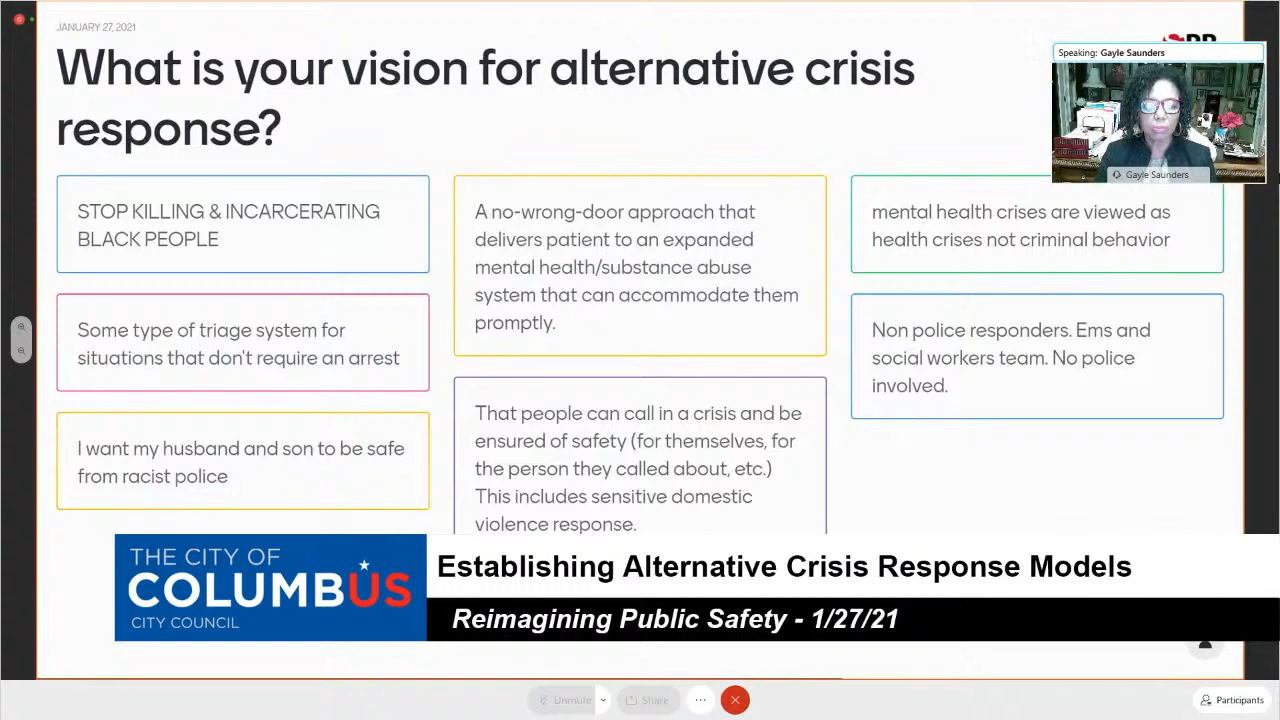 JANUARY 27, 2021
What is your vision for alternative crisis
response?
Speaking: Gayle Saunders
Gayle Saunders
STOP KILLING & INCARCERATING
BLACK PEOPLE
Some type of triage system for
situations that don't require an arrest
I want my husband and son to be safe
from racist police
A no-wrong-door approach that
delivers patient to an expanded
mental health/substance abuse
system that can accommodate them
promptly.
That people can call in a crisis and be
ensured of safety (for themselves, for
the person they called about, etc.)
This includes sensitive domestic
violence response.
mental health crises are viewed as
health crises not criminal behavior
Non police responders. Ems and
social workers team. No police
involved.
THE CITY OF
COLUMBUS
CITY COUNCIL
Establishing Alternative Crisis Response Models
Reimagining Public Safety - 1/27/21
Unmute
Share
Participants